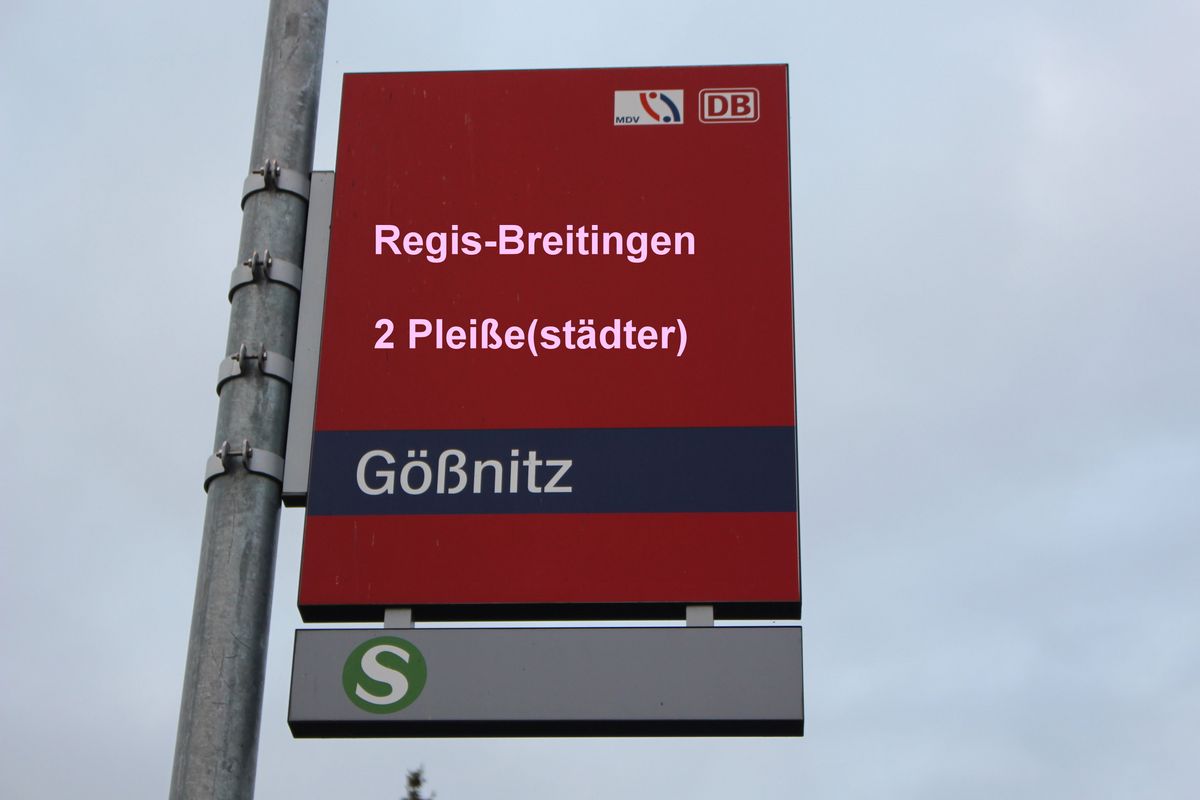 MDV DB
Regis-Breitingen
2 Pleiße(städter)
Gößnitz
S